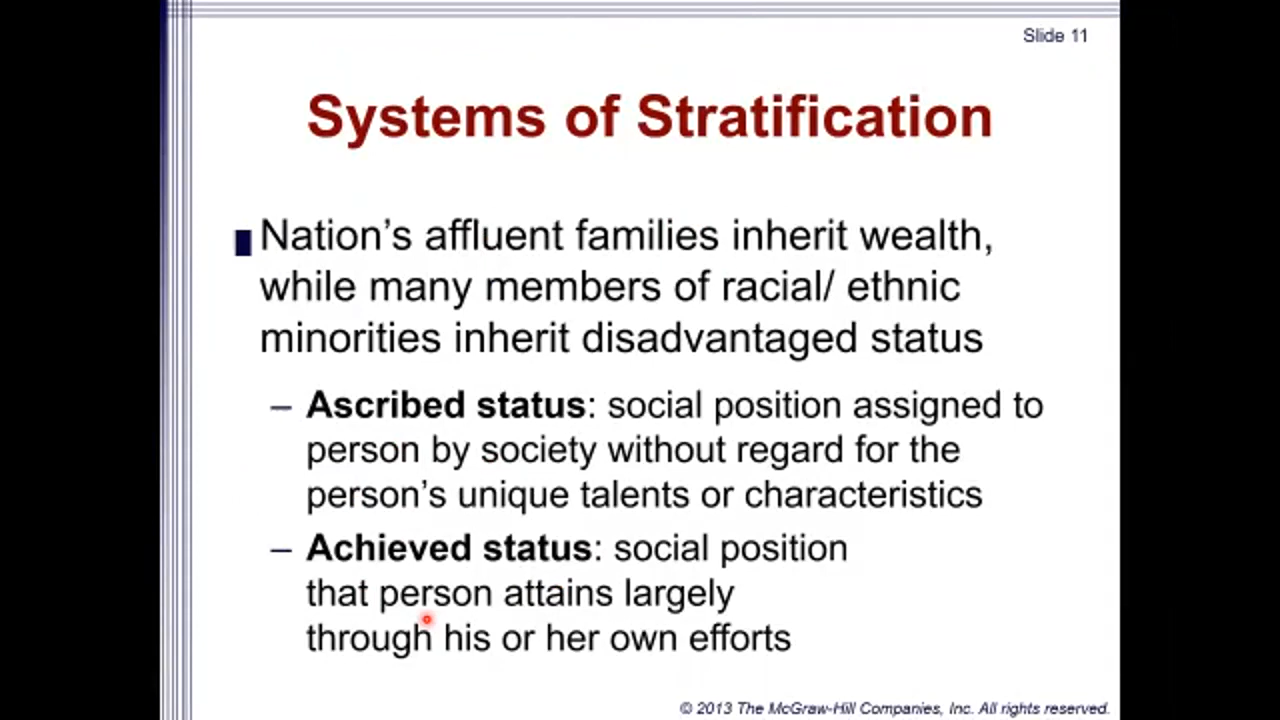 Slide 11
Systems of Stratification
Nation's affluent families inherit wealth,
while many members of racial/ ethnic
minorities inherit disadvantaged status
– Ascribed status: social position assigned to
person by society without regard for the
person's unique talents or characteristics
– Achieved status: social position
that person attains largely
through his or her own efforts
© 2013 The McGraw-Hill Companies, Inc. All rights reserved.